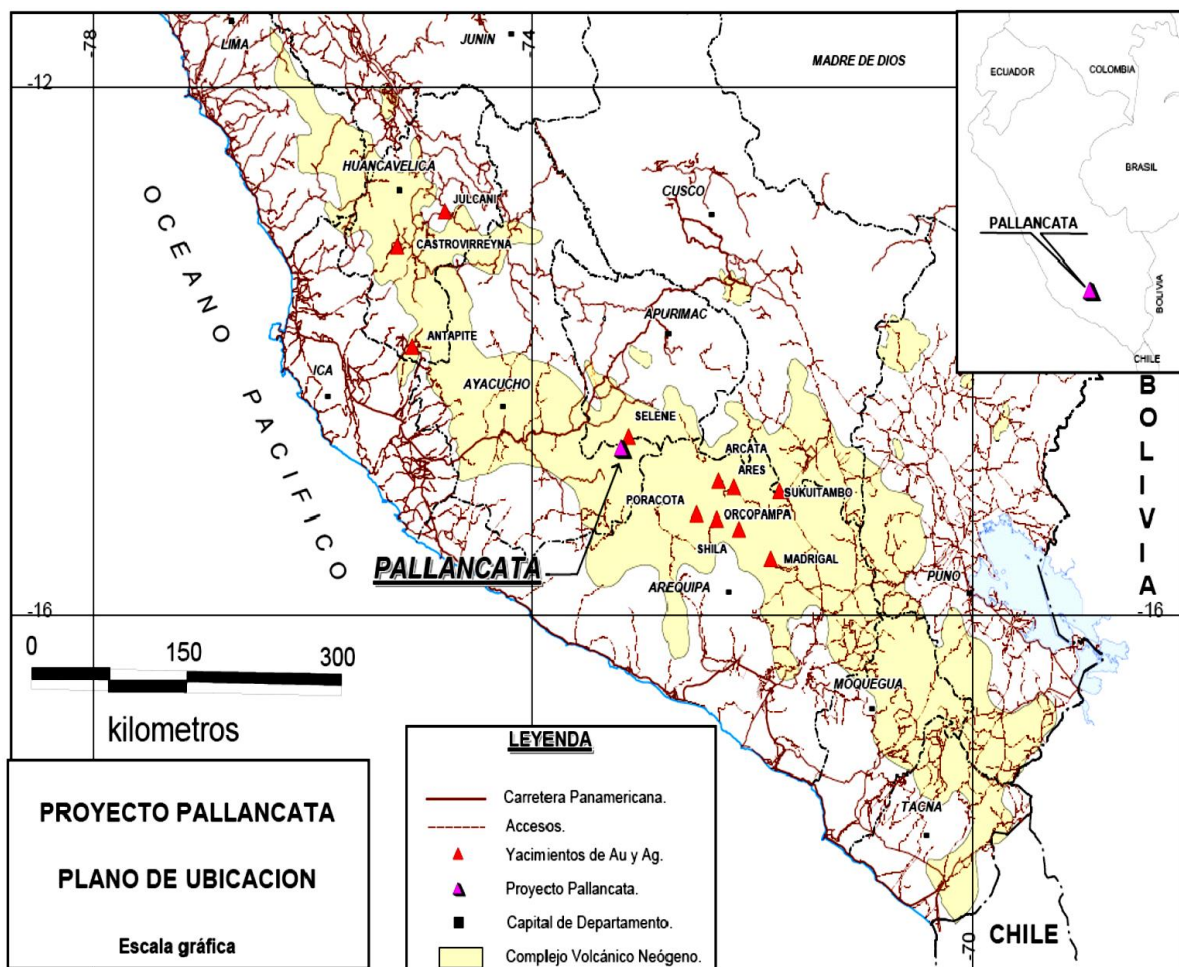 -78
-74
LIMA
JUNIN
MADRE DE DIOS
-12
ECUADOR
COLOMBIA
BRASIL
PALLANCATA
BOLIVIA
CHILE
HUANCAVELICA
JULCANI
CUSCO
CASTROVIRREYNA
OCEANO PACIFICO
ANTAPITE
APURIMAC
ICA
AYACUCHO
BOLIVIA
SELENE
ARCATA
ARES
SUKUITAMBO
PORACOTA
ORCOPAMPA
SHILA
MADRIGAL
PALLANCATA
AREQUIPA
PUNO
-16
0 150 300
kilometros
MOQUEGUA
TACNA
-70
CHILE
PROYECTO PALLANCATA
PLANO DE UBICACION
Escala gráfica
LEYENDA
Carretera Panamericana.
Accesos.
Yacimientos de Au y Ag.
Proyecto Pallancata.
Capital de Departamento.
Complejo Volcánico Neógeno.